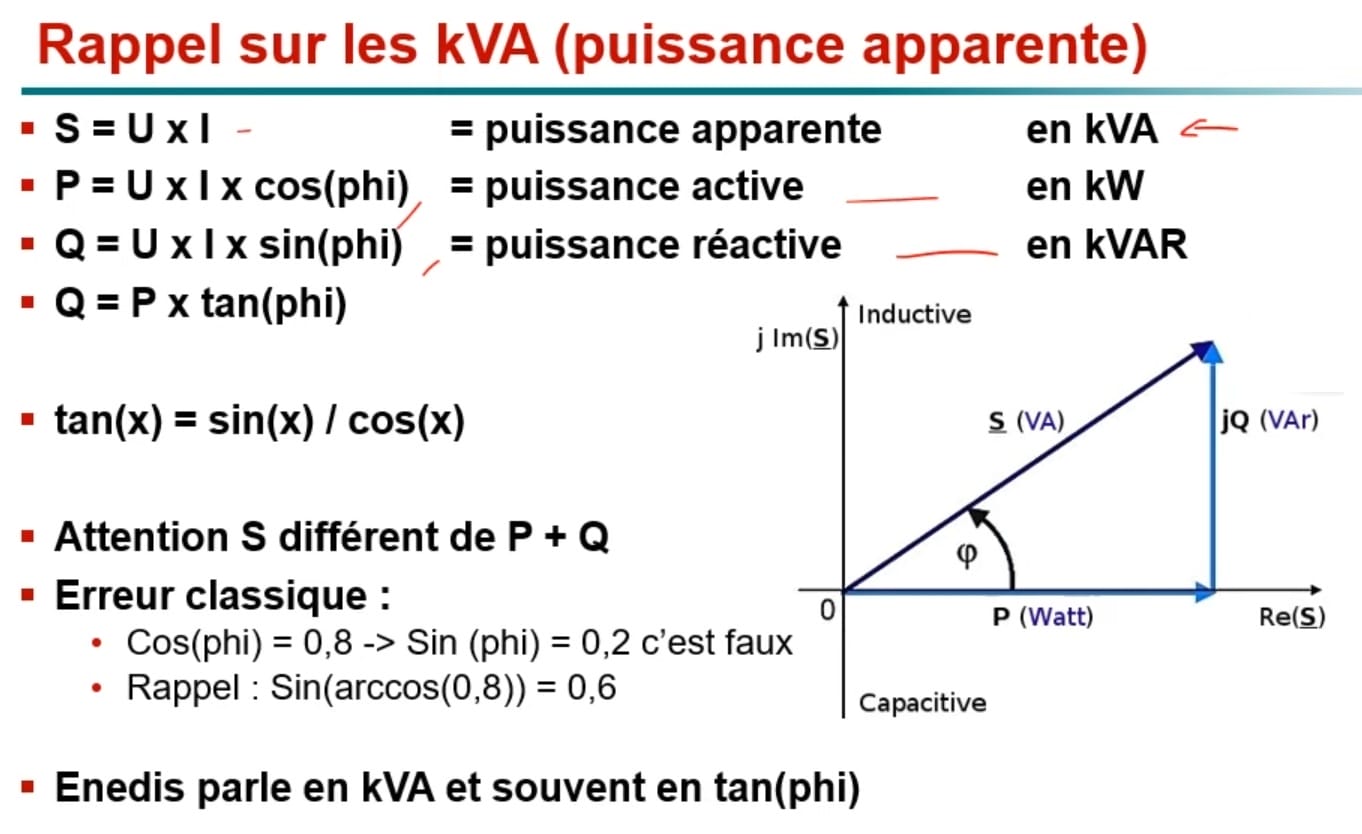 Rappel sur les kVA (puissance apparente)
S = U x I = puissance apparente en kVA
P = U x I x cos(phi) = puissance active en kW
Q = U x I x sin(phi) = puissance réactive en kVAR
Q = P x tan(phi)
Inductive
j Im(S)
tan(x) = sin(x) / cos(x)
S (VA)
jQ (VAr)
Attention S différent de P + Q
φ
Erreur classique :
0
P (Watt)
Re(S)
Cos(phi) = 0,8 -> Sin (phi) = 0,2 c’est faux
Rappel : Sin(arccos(0,8)) = 0,6
Capacitive
Enedis parle en kVA et souvent en tan(phi)